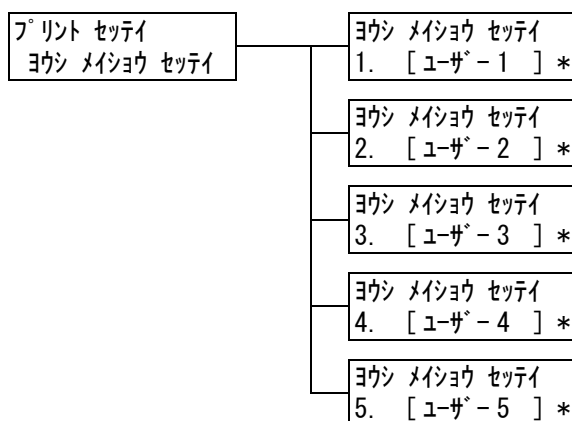 ﾌﾟﾘﾝﾄ ｾｯﾃｲ
ﾖｳｼ ﾒｲｼｮｳ ｾｯﾃｲ
ﾖｳｼ ﾒｲｼｮｳ ｾｯﾃｲ
1. [ ﾕｰｻﾞｰ 1 ] *
ﾖｳｼ ﾒｲｼｮｳ ｾｯﾃｲ
2. [ ﾕｰｻﾞｰ 2 ] *
ﾖｳｼ ﾒｲｼｮｳ ｾｯﾃｲ
3. [ ﾕｰｻﾞｰ 3 ] *
ﾖｳｼ ﾒｲｼｮｳ ｾｯﾃｲ
4. [ ﾕｰｻﾞｰ 4 ] *
ﾖｳｼ ﾒｲｼｮｳ ｾｯﾃｲ
5. [ ﾕｰｻﾞｰ 5 ] *